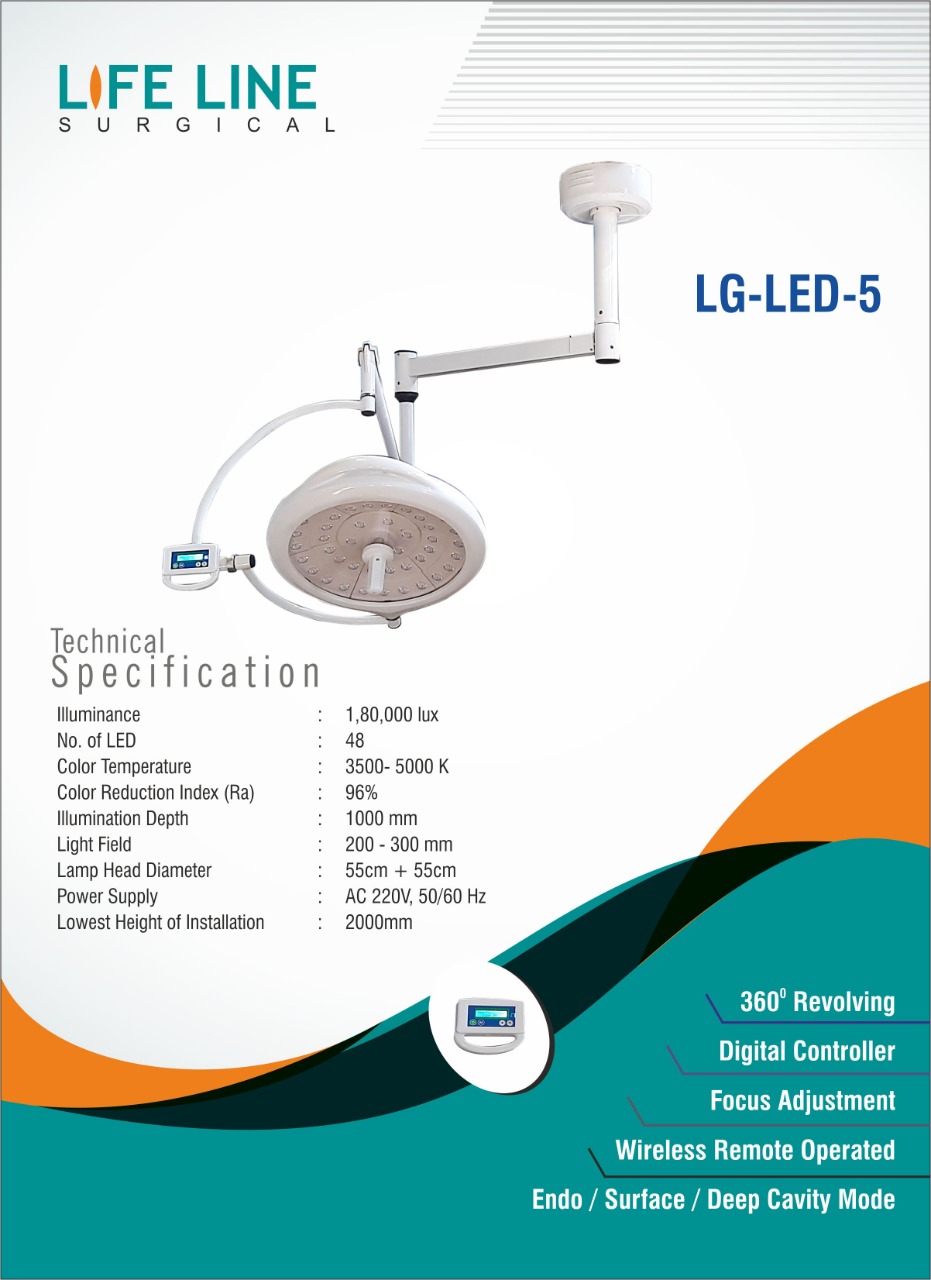 LIFE LINE
SURGICAL
LG-LED-5
Technical
Specification
Illuminance : 1,80,000 lux
No. of LED : 48
Color Temperature : 3500- 5000 K
Color Reduction Index (Ra) : 96%
Illumination Depth : 1000 mm
Light Field : 200 - 300 mm
Lamp Head Diameter : 55cm + 55cm
Power Supply : AC 220V, 50/60 Hz
Lowest Height of Installation : 2000mm
360⁰ Revolving
Digital Controller
Focus Adjustment
Wireless Remote Operated
Endo / Surface / Deep Cavity Mode